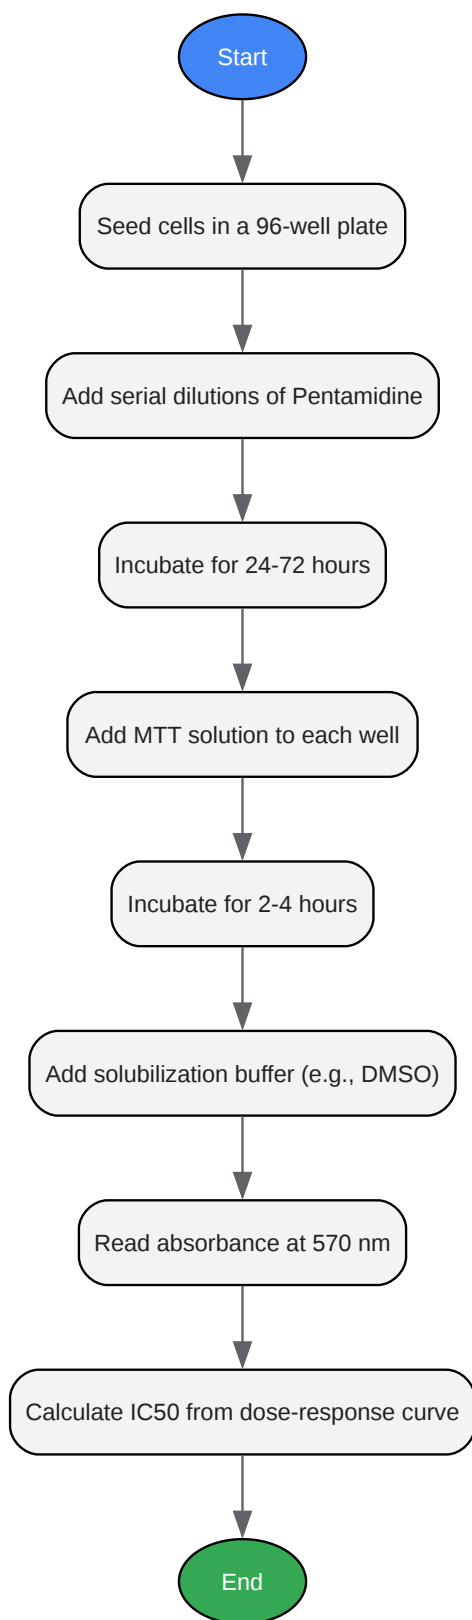 Start
Seed cells in a 96-well plate
Add serial dilutions of Pentamidine
Incubate for 24-72 hours
Add MTT solution to each well
Incubate for 2-4 hours
Add solubilization buffer (e.g., DMSO)
Read absorbance at 570 nm
Calculate IC50 from dose-response curve
End